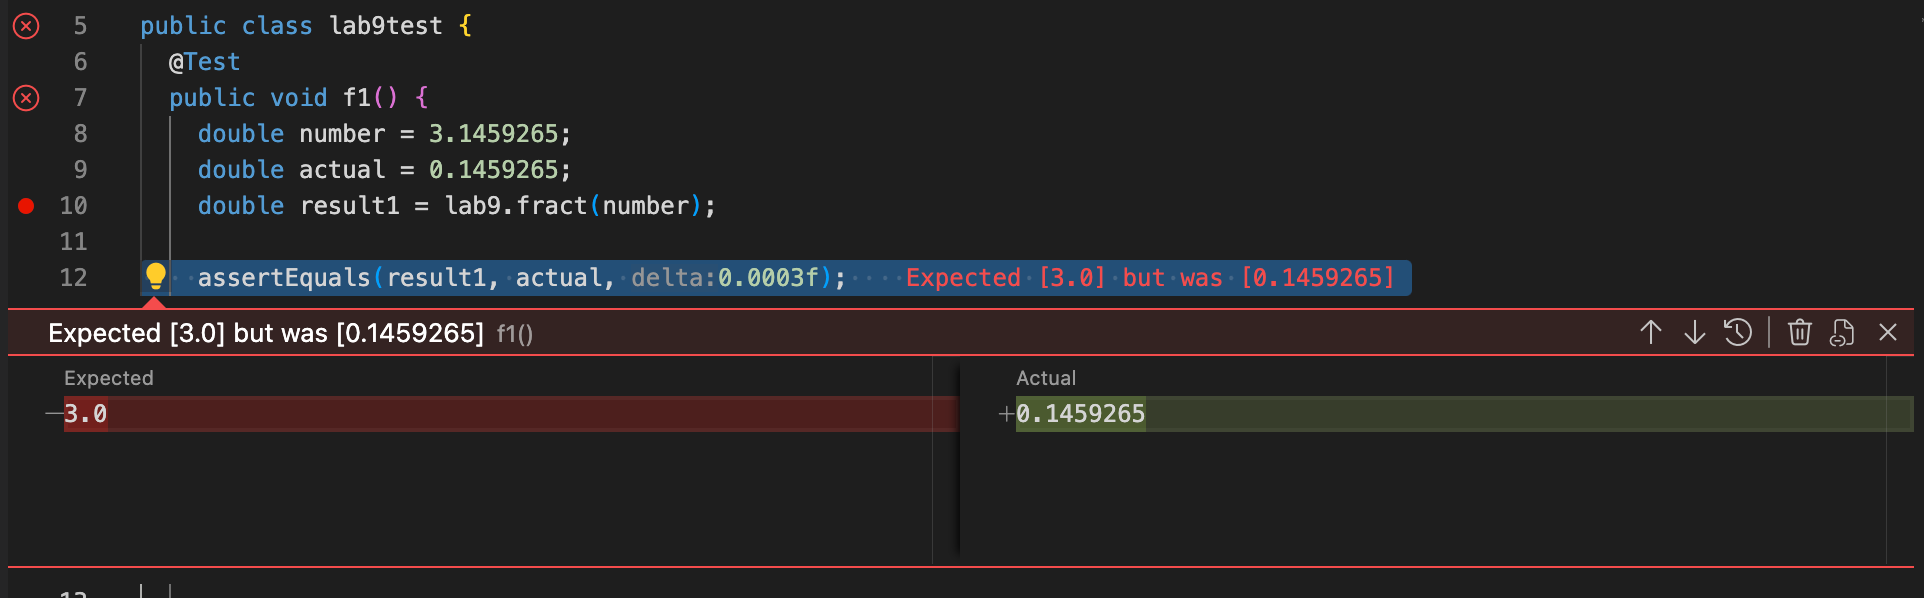 5 public class lab9test {
6 @Test
7 public void f1() {
8 double number = 3.1459265;
9 double actual = 0.1459265;
10 double result1 = lab9.fract(number);
11
12 assertEquals(result1, actual, delta:0.0003f); Expected [3.0] but was [0.1459265]
Expected [3.0] but was [0.1459265] f1()
Expected Actual
—3.0 +0.1459265